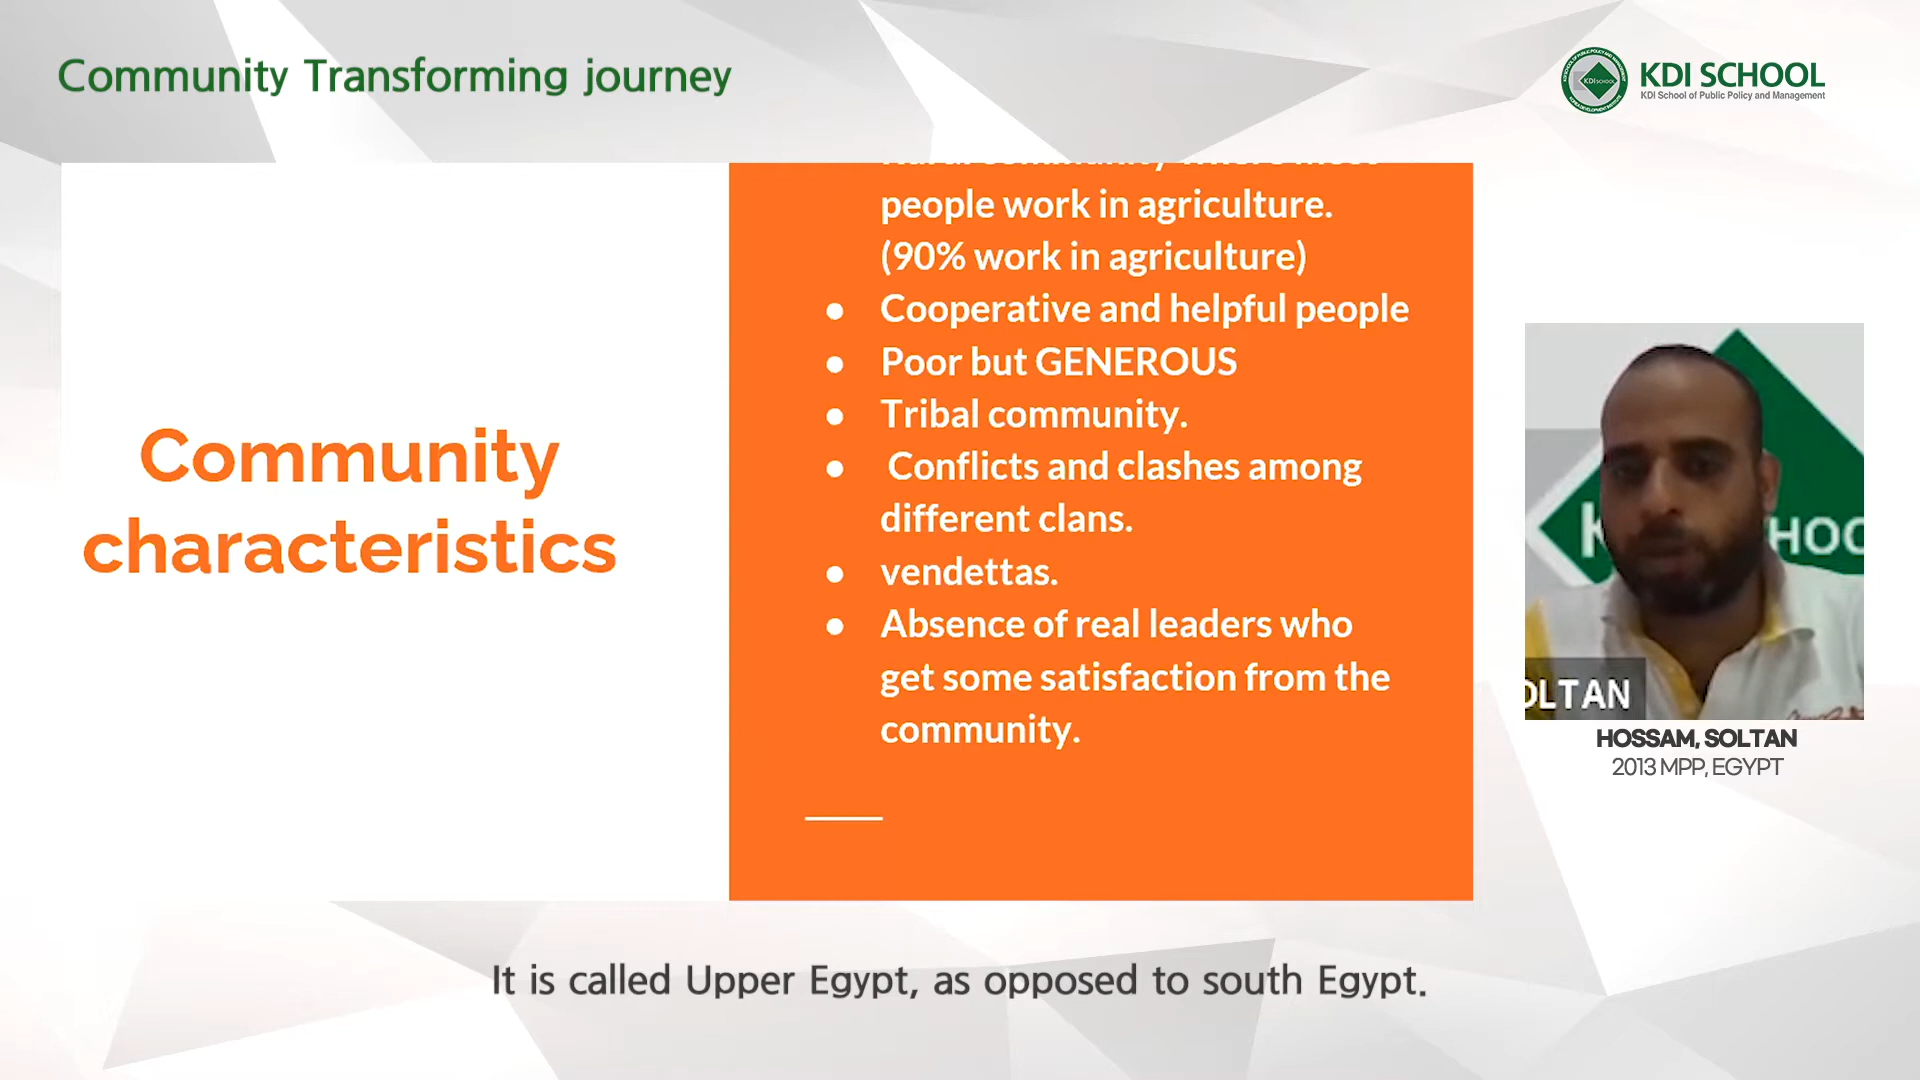 Community Transforming journey
KDI SCHOOL
KDI School of Public Policy and Management
people work in agriculture.
(90% work in agriculture)
● Cooperative and helpful people
● Poor but GENEROUS
● Tribal community.
● Conflicts and clashes among
different clans.
● vendettas.
● Absence of real leaders who
get some satisfaction from the
community.
Community
characteristics
OLTAN
HOSSAM, SOLTAN
2013 MPP, EGYPT
It is called Upper Egypt, as opposed to south Egypt.